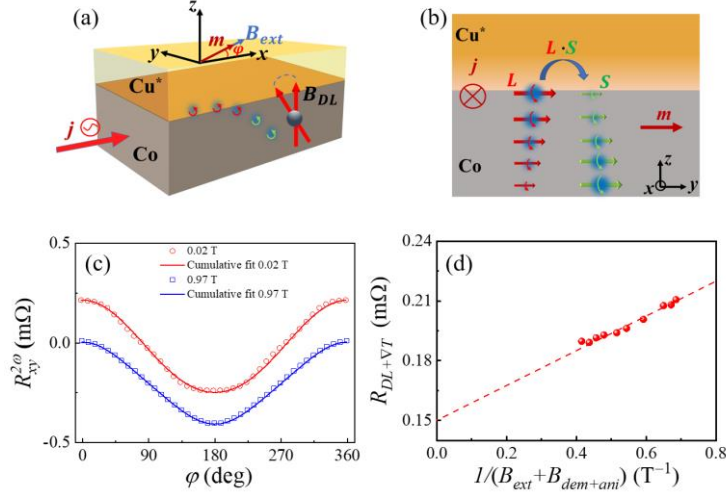 (a)
z
m
B_ext
φ
y
x
Cu*
B_DL
j
Co
(b)
Cu*
L·S
j
L
S
m
Co
z
x
y
(c)
0.02 T
Cumulative fit 0.02 T
0.97 T
Cumulative fit 0.97 T
R_xy^2ω (mΩ)
0.5
0.0
-0.5
0
90
180
270
360
φ (deg)
(d)
R_DL+∇T (mΩ)
0.24
0.21
0.18
0.15
0.12
0.0
0.2
0.4
0.6
0.8
1/(B_ext+B_dem+ani) (T⁻¹)